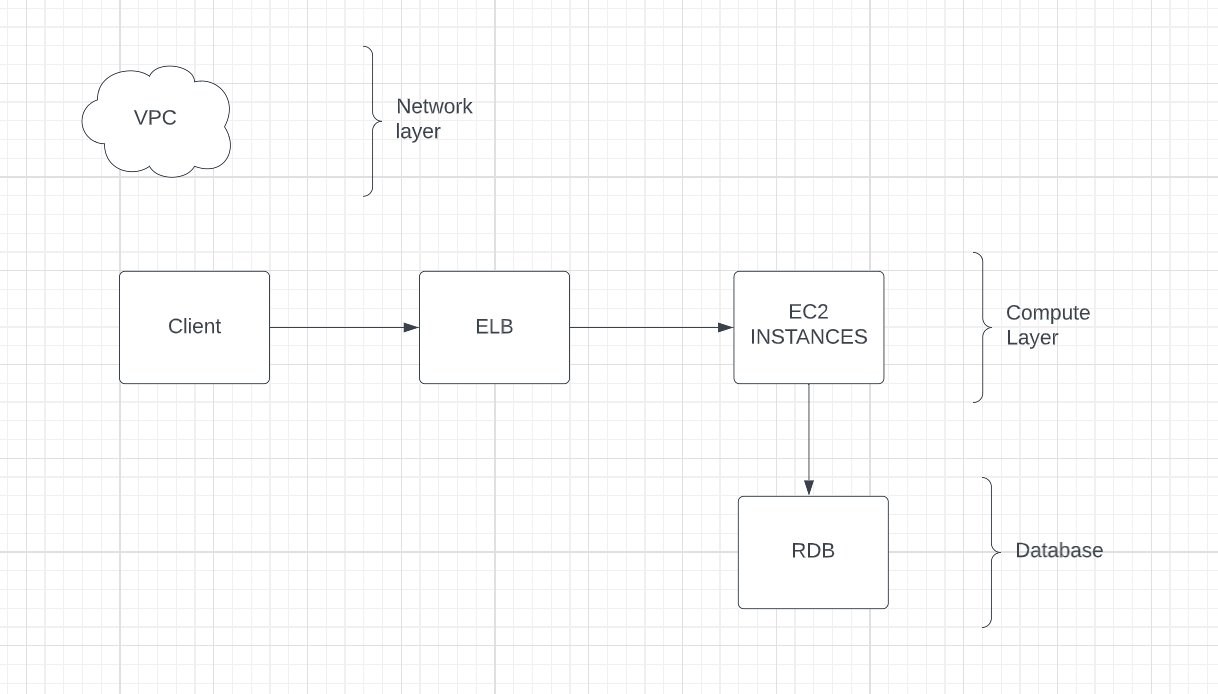 VPC
Network
layer
Client
ELB
EC2
INSTANCES
Compute
Layer
RDB
Database